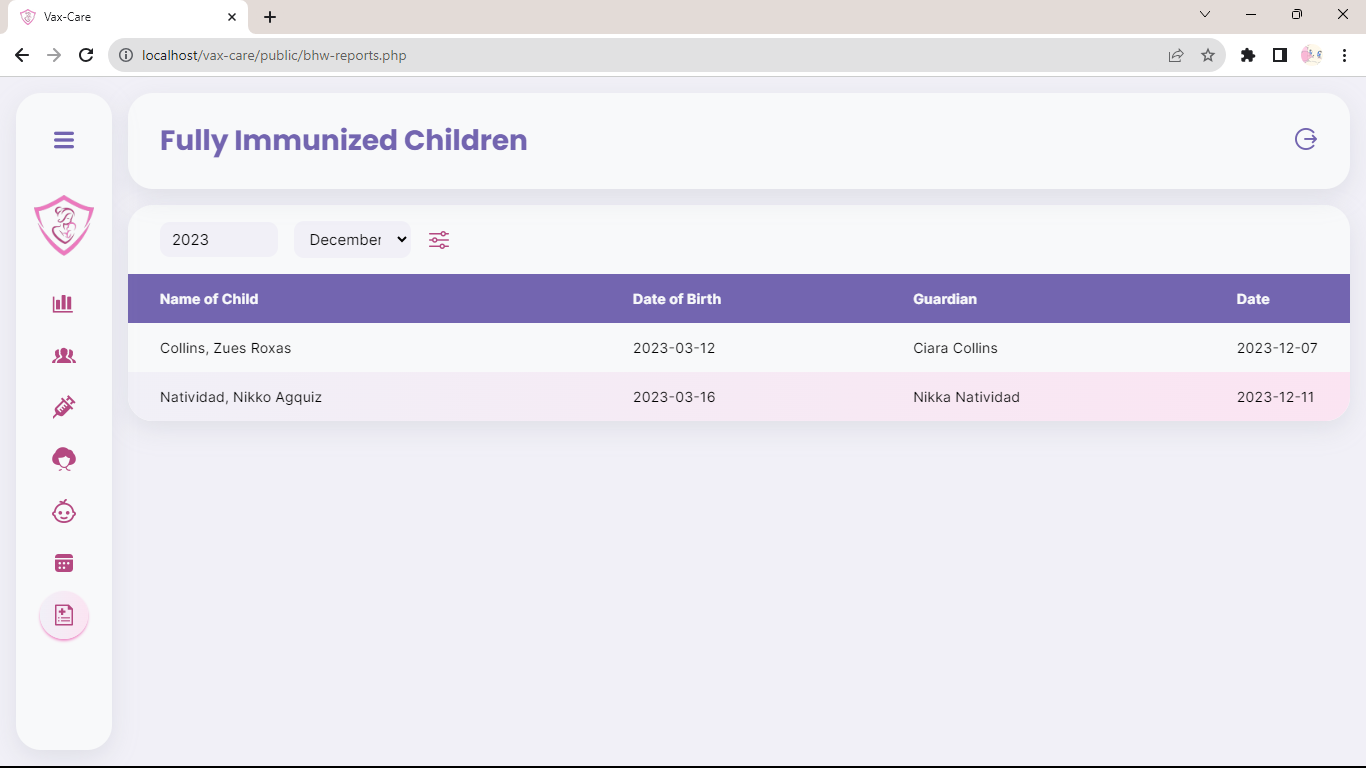 Vax-Care
localhost/vax-care/public/bhw-reports.php
Fully Immunized Children
2023 December
Name of Child Date of Birth Guardian Date
Collins, Zues Roxas 2023-03-12 Ciara Collins 2023-12-07
Natividad, Nikko Agquiz 2023-03-16 Nikka Natividad 2023-12-11